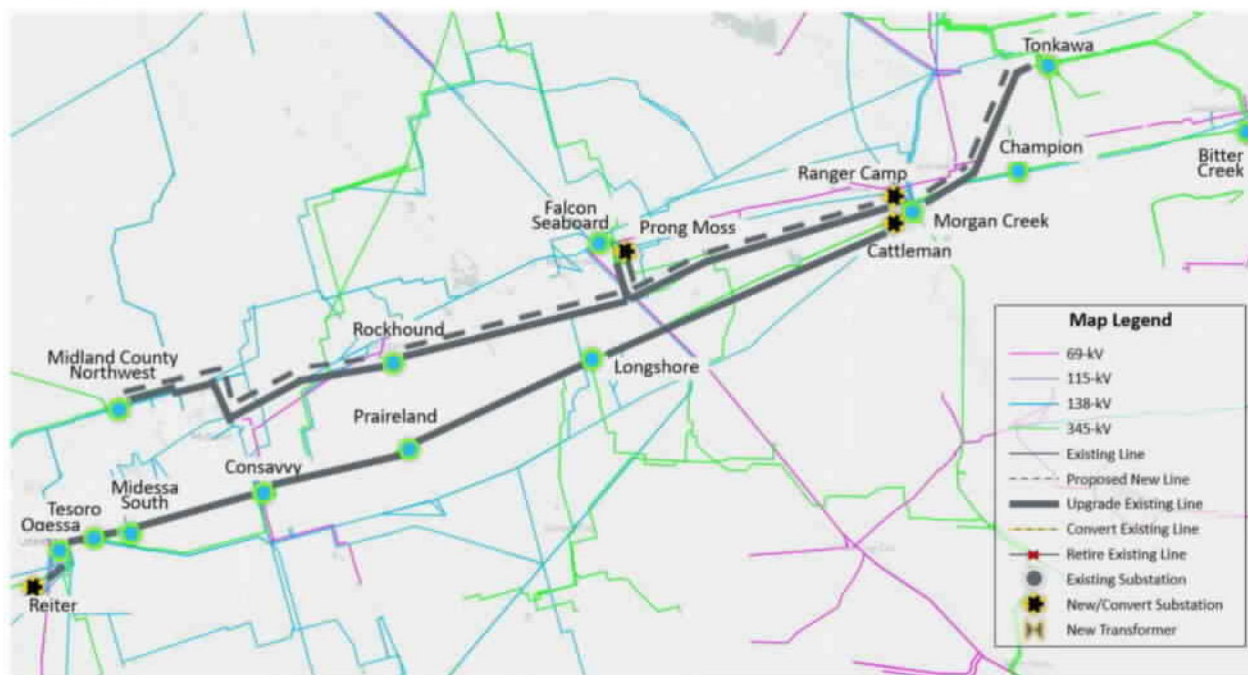 Tonkawa
Champion
Bitter
Creek
Ranger Camp
Falcon
Seaboard
Prong Moss
Morgan Creek
Cattleman
Rockhound
Midland County
Northwest
Longshore
Praireland
Consavvy
Midessa
South
Tesoro
Odessa
Reiter
Map Legend
69-kV
115-kV
138-kV
345-kV
Existing Line
Proposed New Line
Upgrade Existing Line
Convert Existing Line
Retire Existing Line
Existing Substation
New/Convert Substation
New Transformer